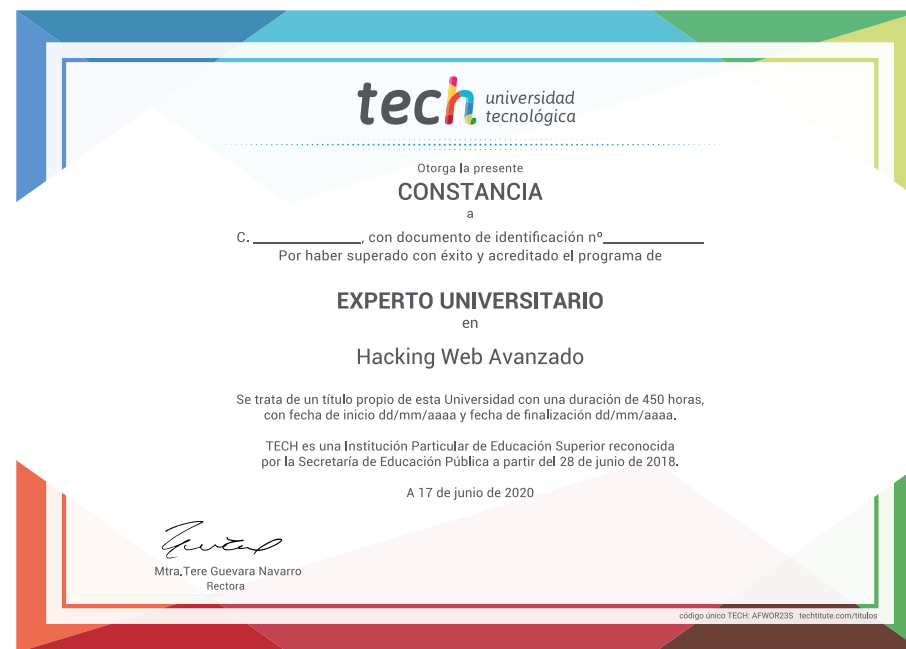 tech universidad
tecnológica
Otorga la presente
CONSTANCIA
a
C. ____________, con documento de identificación nº____________
Por haber superado con éxito y acreditado el programa de
EXPERTO UNIVERSITARIO
en
Hacking Web Avanzado
Se trata de un título propio de esta Universidad con una duración de 450 horas,
con fecha de inicio dd/mm/aaaa y fecha de finalización dd/mm/aaaa.
TECH es una Institución Particular de Educación Superior reconocida
por la Secretaría de Educación Pública a partir del 28 de junio de 2018.
A 17 de junio de 2020
Mtra.Tere Guevara Navarro
Rectora
código único TECH: AFWOR23S techtitute.com/titulos